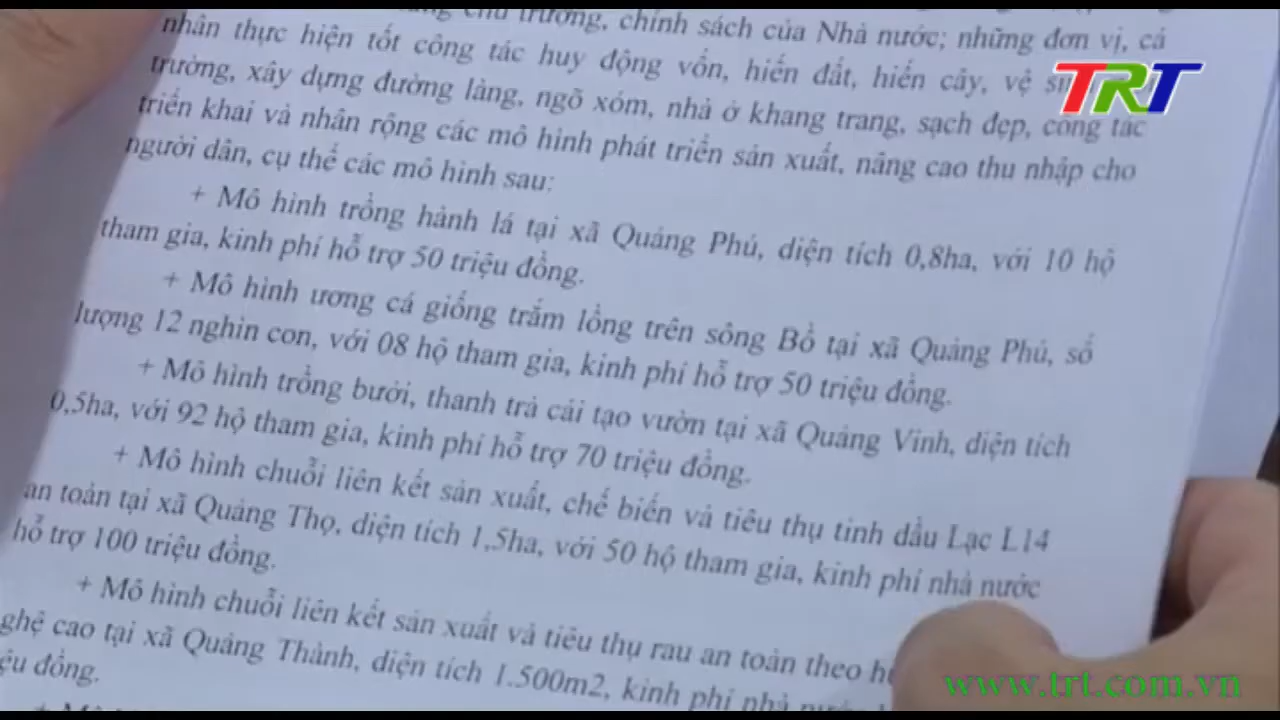 trương, chính sách của Nhà nước; những đơn vị, cá
nhân thực hiện tốt công tác huy động vốn, hiến đất, hiến cây, vệ
trường, xây dựng đường làng, ngõ xóm, nhà ở khang trang, sạch đẹp, công tác
triển khai và nhân rộng các mô hình phát triển sản xuất, nâng cao thu nhập cho
người dân, cụ thể các mô hình sau:
+ Mô hình trồng hành lá tại xã Quảng Phú, diện tích 0,8ha, với 10 hộ
tham gia, kinh phí hỗ trợ 50 triệu đồng.
+ Mô hình ương cá giống trắm lồng trên sông Bồ tại xã Quảng Phú, số
lượng 12 nghìn con, với 08 hộ tham gia, kinh phí hỗ trợ 50 triệu đồng.
+ Mô hình trồng bưởi, thanh trà cải tạo vườn tại xã Quảng Vinh, diện tích
0,5ha, với 92 hộ tham gia, kinh phí hỗ trợ 70 triệu đồng.
+ Mô hình chuỗi liên kết sản xuất, chế biến và tiêu thụ tinh dầu Lạc L14
an toàn tại xã Quảng Thọ, diện tích 1,5ha, với 50 hộ tham gia, kinh phí nhà nước
hỗ trợ 100 triệu đồng.
+ Mô hình chuỗi liên kết sản xuất và tiêu thụ rau an toàn theo
nghệ cao tại xã Quảng Thành, diện tích 1.500m2, kinh phí nhà
đồng.
TRT
www.trt.com.vn